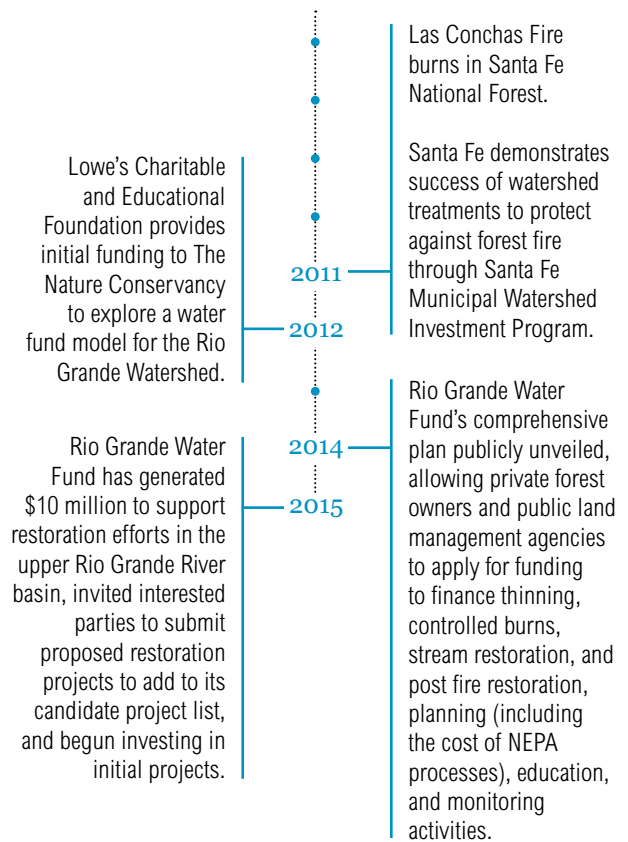 Las Conchas Fire
burns in Santa Fe
National Forest.
Santa Fe demonstrates
success of watershed
treatments to protect
against forest fire
through Santa Fe
Municipal Watershed
Investment Program.
2011
Lowe’s Charitable
and Educational
Foundation provides
initial funding to The
Nature Conservancy
to explore a water
fund model for the Rio
Grande Watershed.
2012
Rio Grande Water
Fund’s comprehensive
plan publicly unveiled,
allowing private forest
owners and public land
management agencies
to apply for funding
to finance thinning,
controlled burns,
stream restoration, and
post fire restoration,
planning (including
the cost of NEPA
processes), education,
and monitoring
activities.
2014
Rio Grande Water
Fund has generated
$10 million to support
restoration efforts in the
upper Rio Grande River
basin, invited interested
parties to submit
proposed restoration
projects to add to its
candidate project list,
and begun investing in
initial projects.
2015